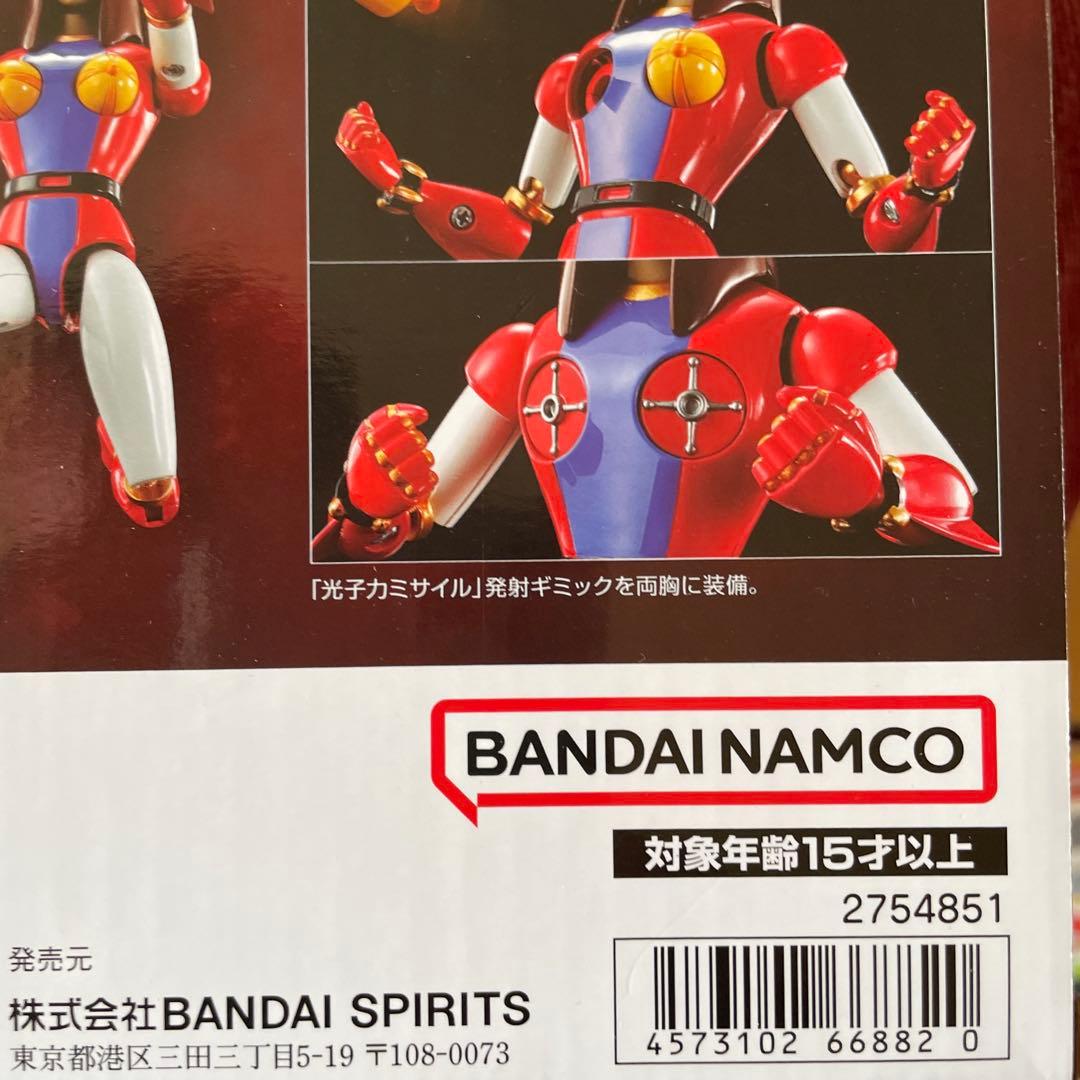 「光子力ミサイル」発射ギミックを両胸に装備。
BANDAI NAMCO
対象年齢15才以上
2754851
発売元
株式会社BANDAI SPIRITS
東京都港区三田三丁目5-19 〒108-0073
4573102 66882 0